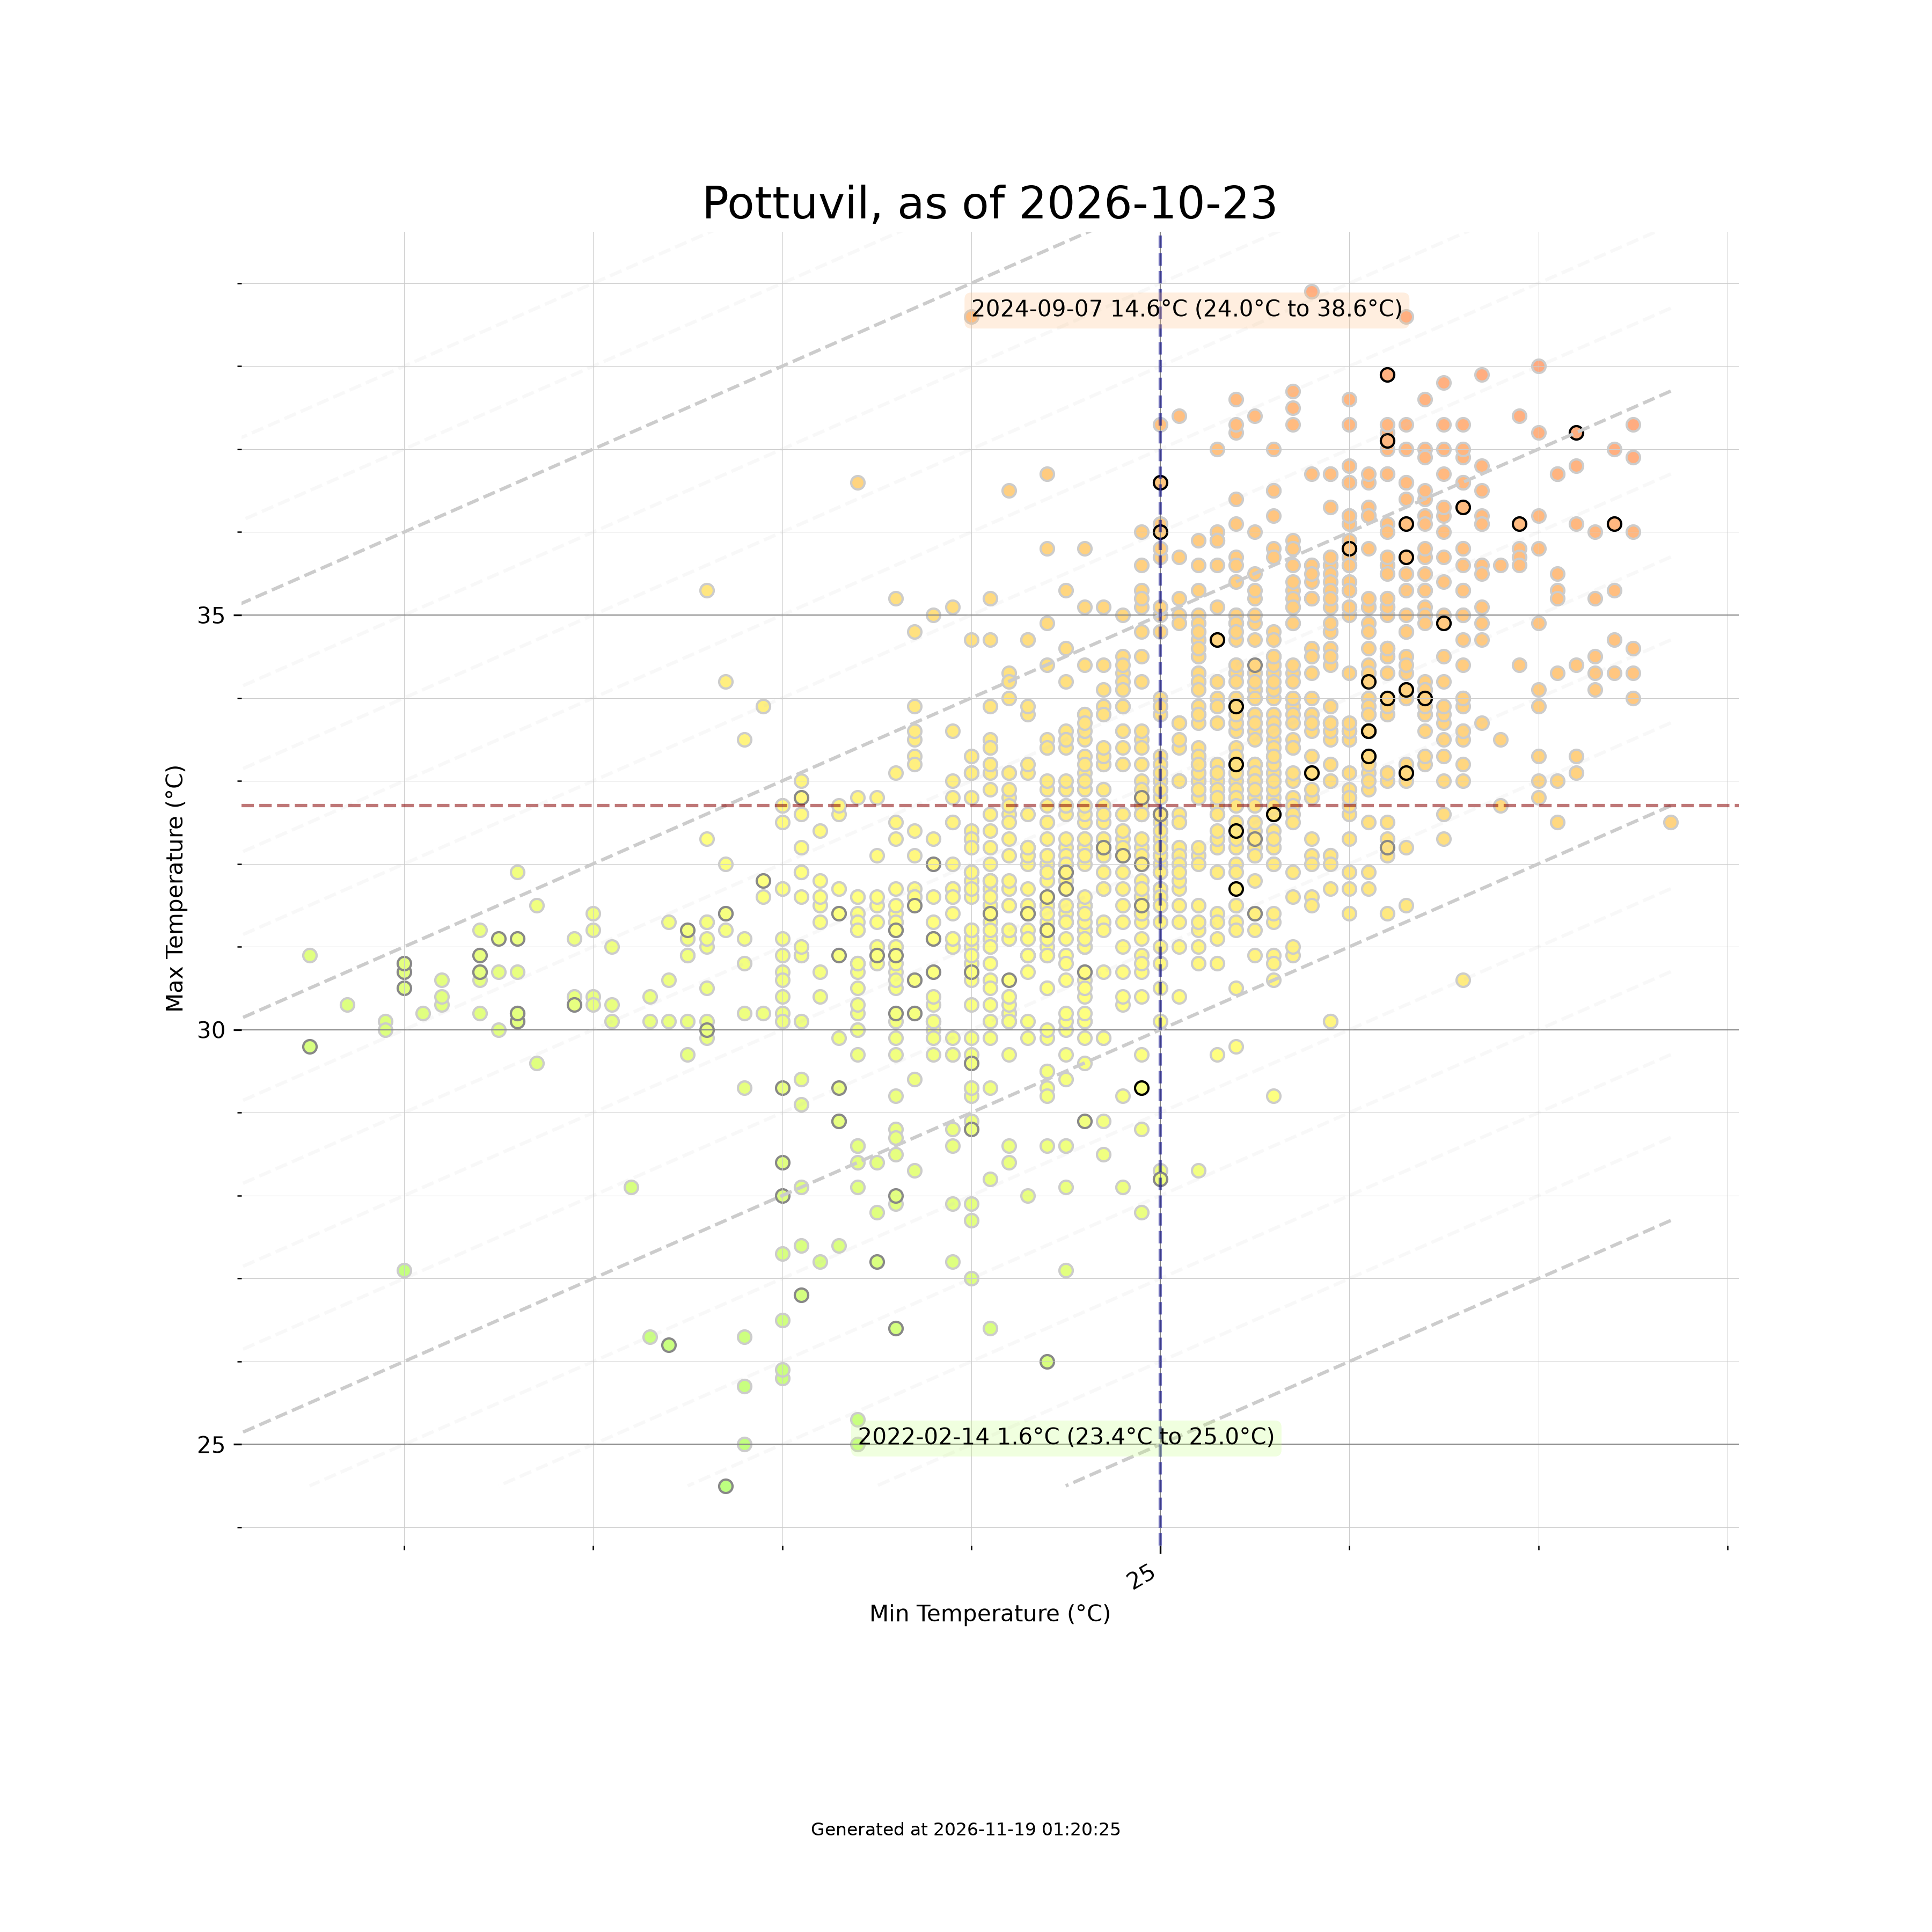 Pottuvil, as of 2026-10-23
2024-09-07 14.6°C (24.0°C to 38.6°C)
35
Max Temperature (°C)
30
2022-02-14 1.6°C (23.4°C to 25.0°C)
25
25
Min Temperature (°C)
Generated at 2026-11-19 01:20:25